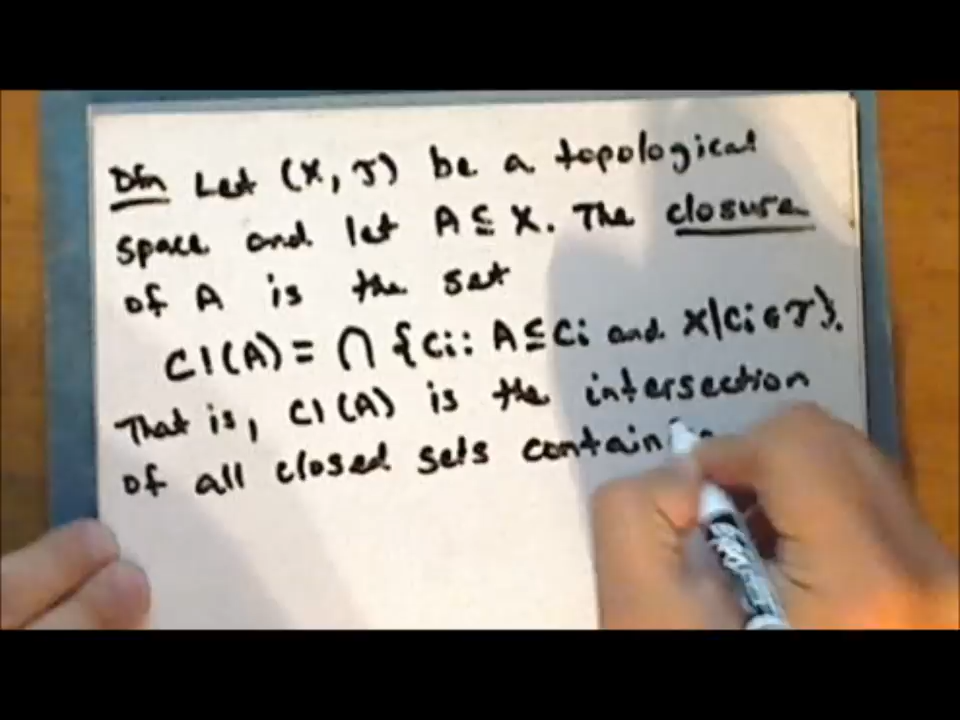 Dfn Let (X, T) be a topological
space and let A ⊆ X. The closure
of A is the set
Cl(A) = ⋂ {Ci: A⊆Ci and X\Ci ∈ T}.
That is, Cl(A) is the intersection
of all closed sets contain
EXPO